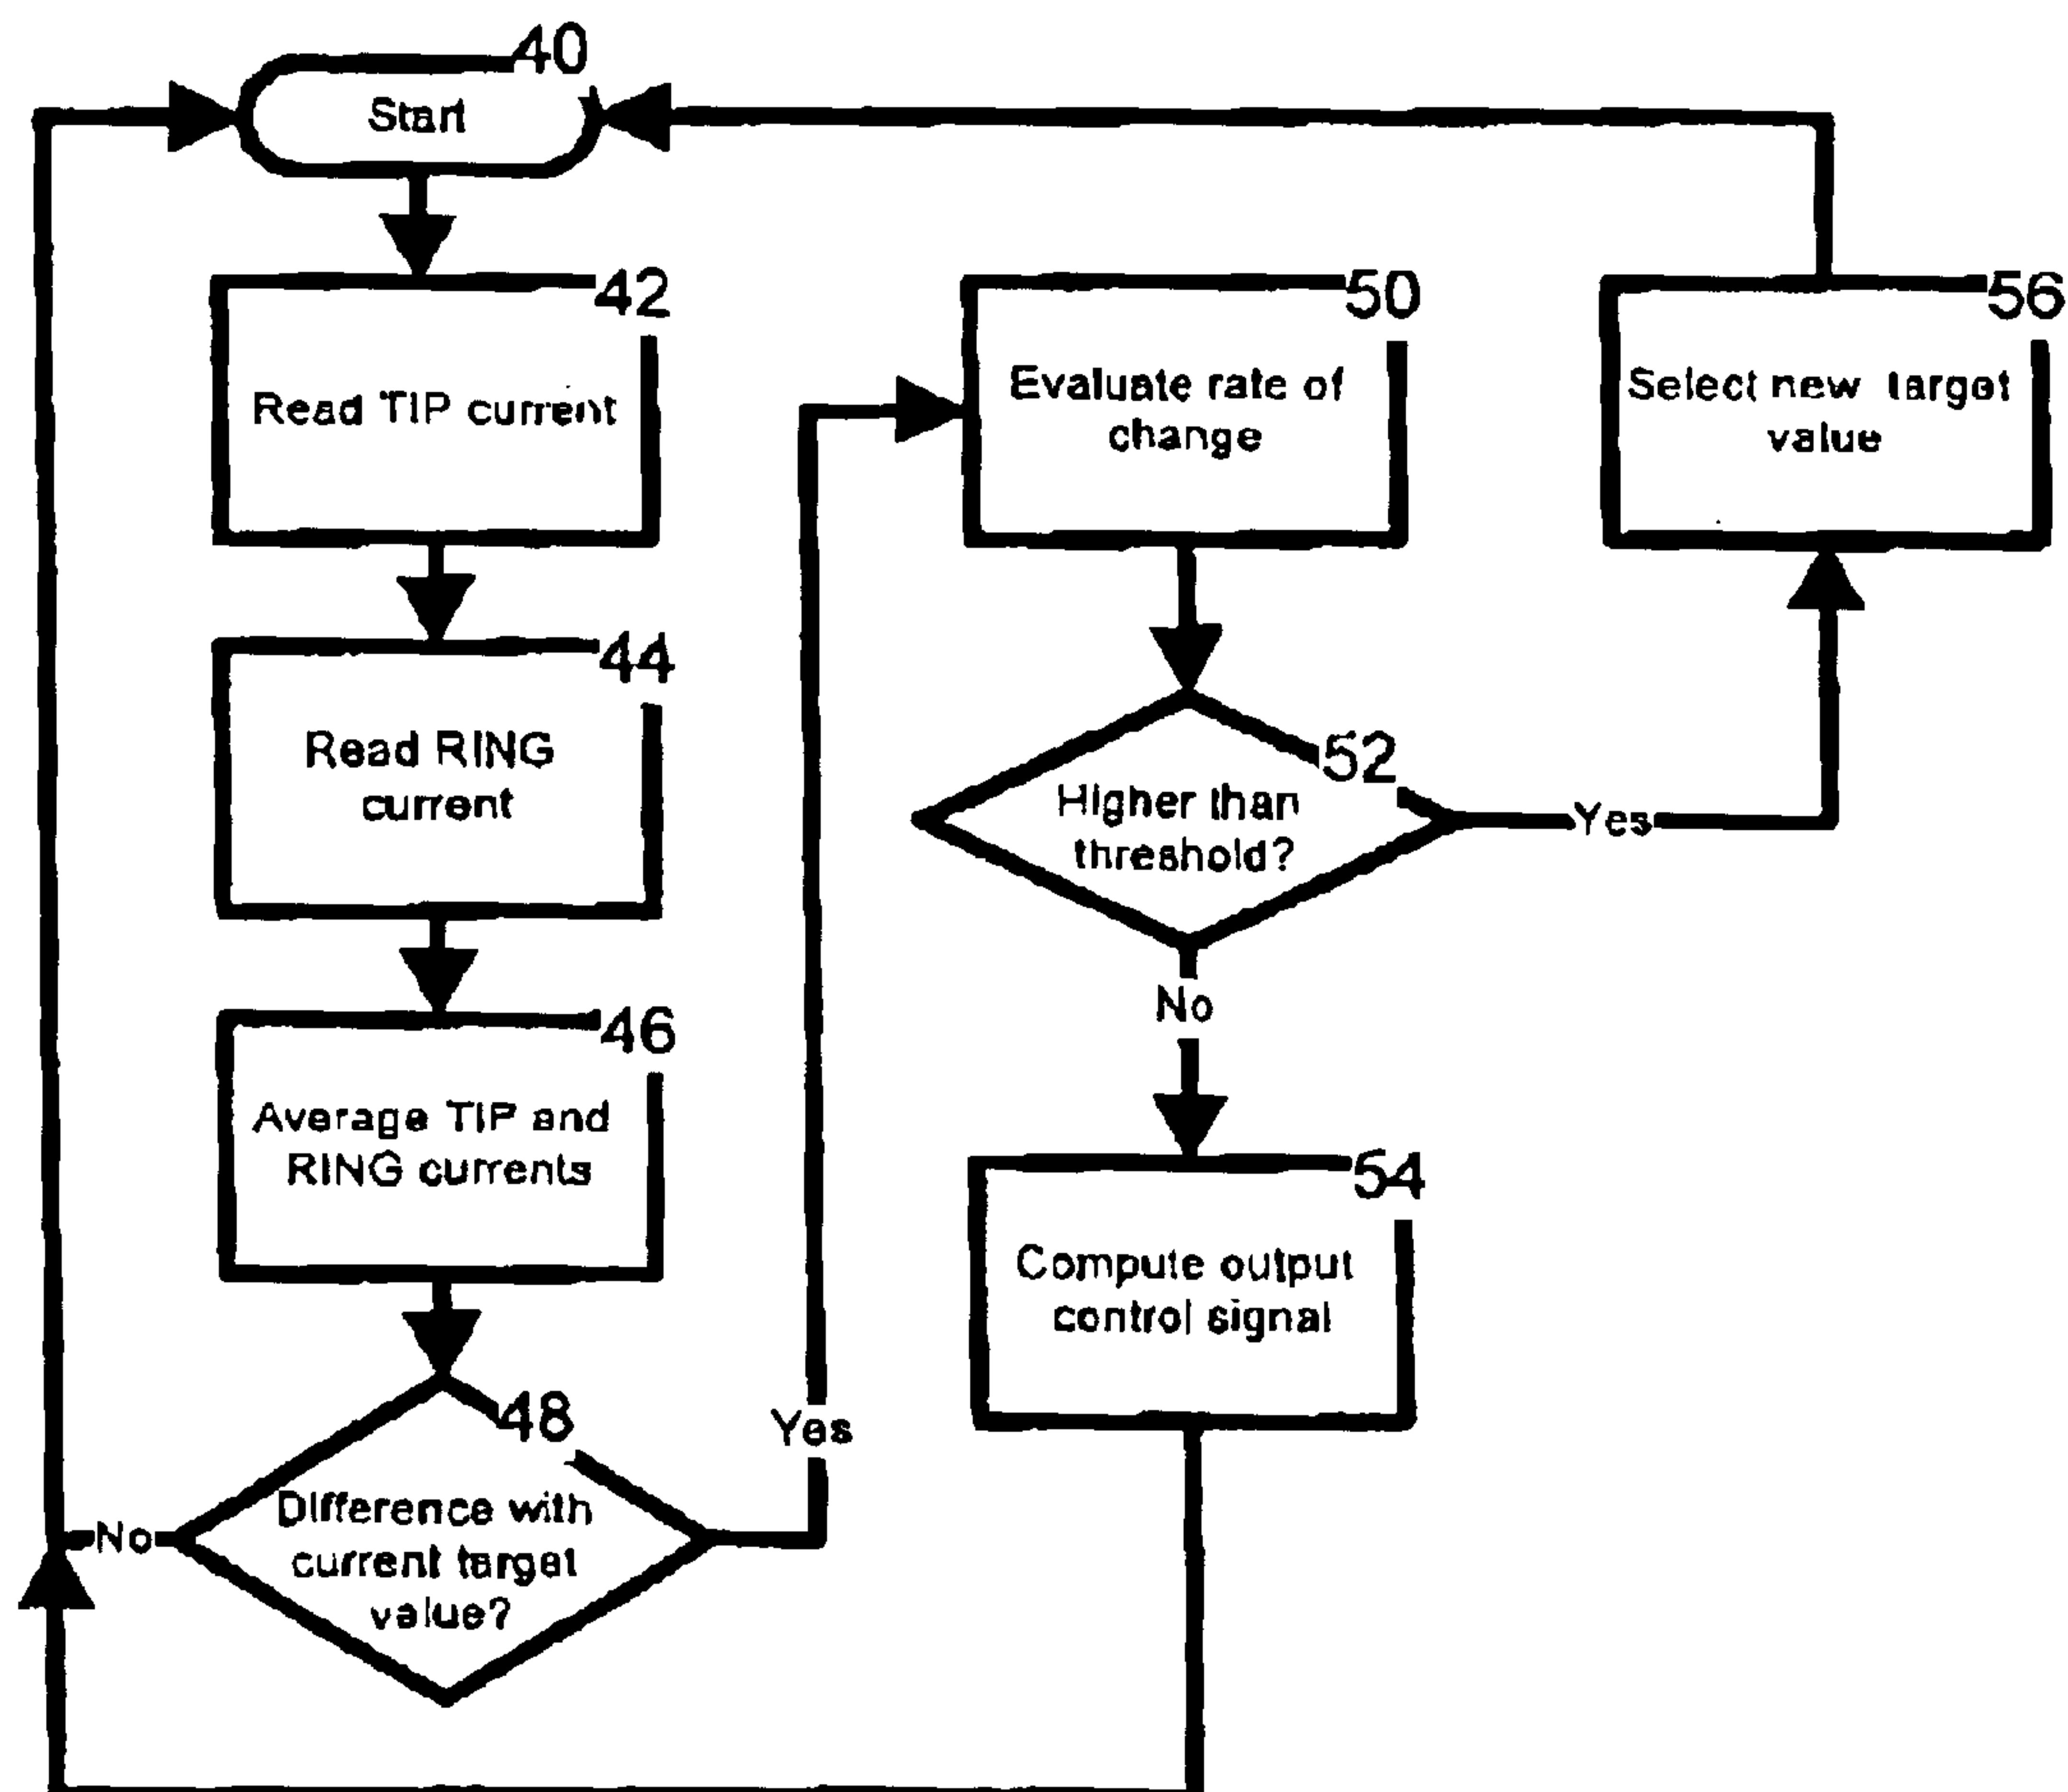 40
Start
42
Read TIP current
44
Read RING
current
46
Average TIP and
RING currents
48
Difference with
current target
value?
No
Yes
50
Evaluate rate of
change
52
Higher than
threshold?
Yes
No
54
Compute output
control signal
56
Select new target
value